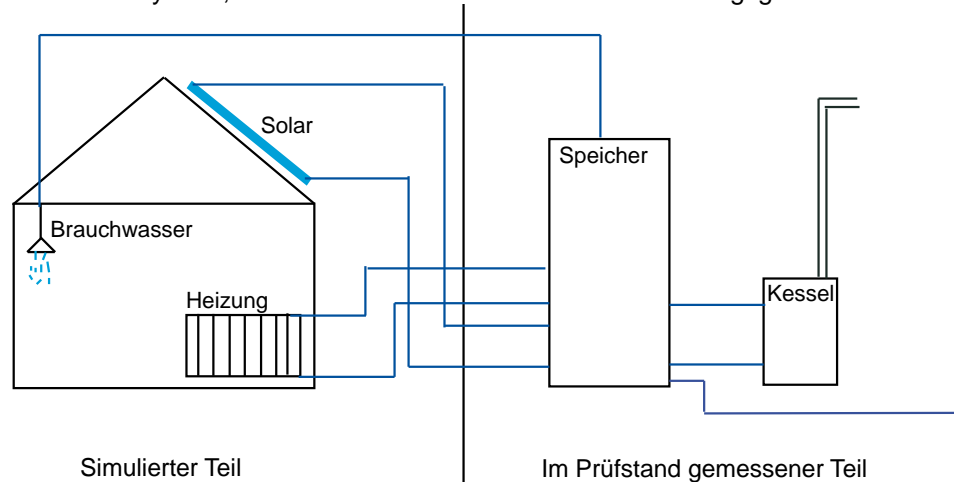 Solar
Speicher
Brauchwasser
Heizung
Kessel
Simulierter Teil
Im Prüfstand gemessener Teil